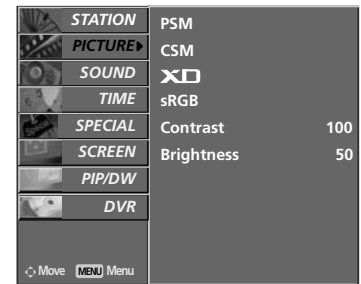 STATION
PICTURE
SOUND
TIME
SPECIAL
SCREEN
PIP/DW
DVR
Move MENU Menu
PSM
CSM
XD
sRGB
Contrast 100
Brightness 50